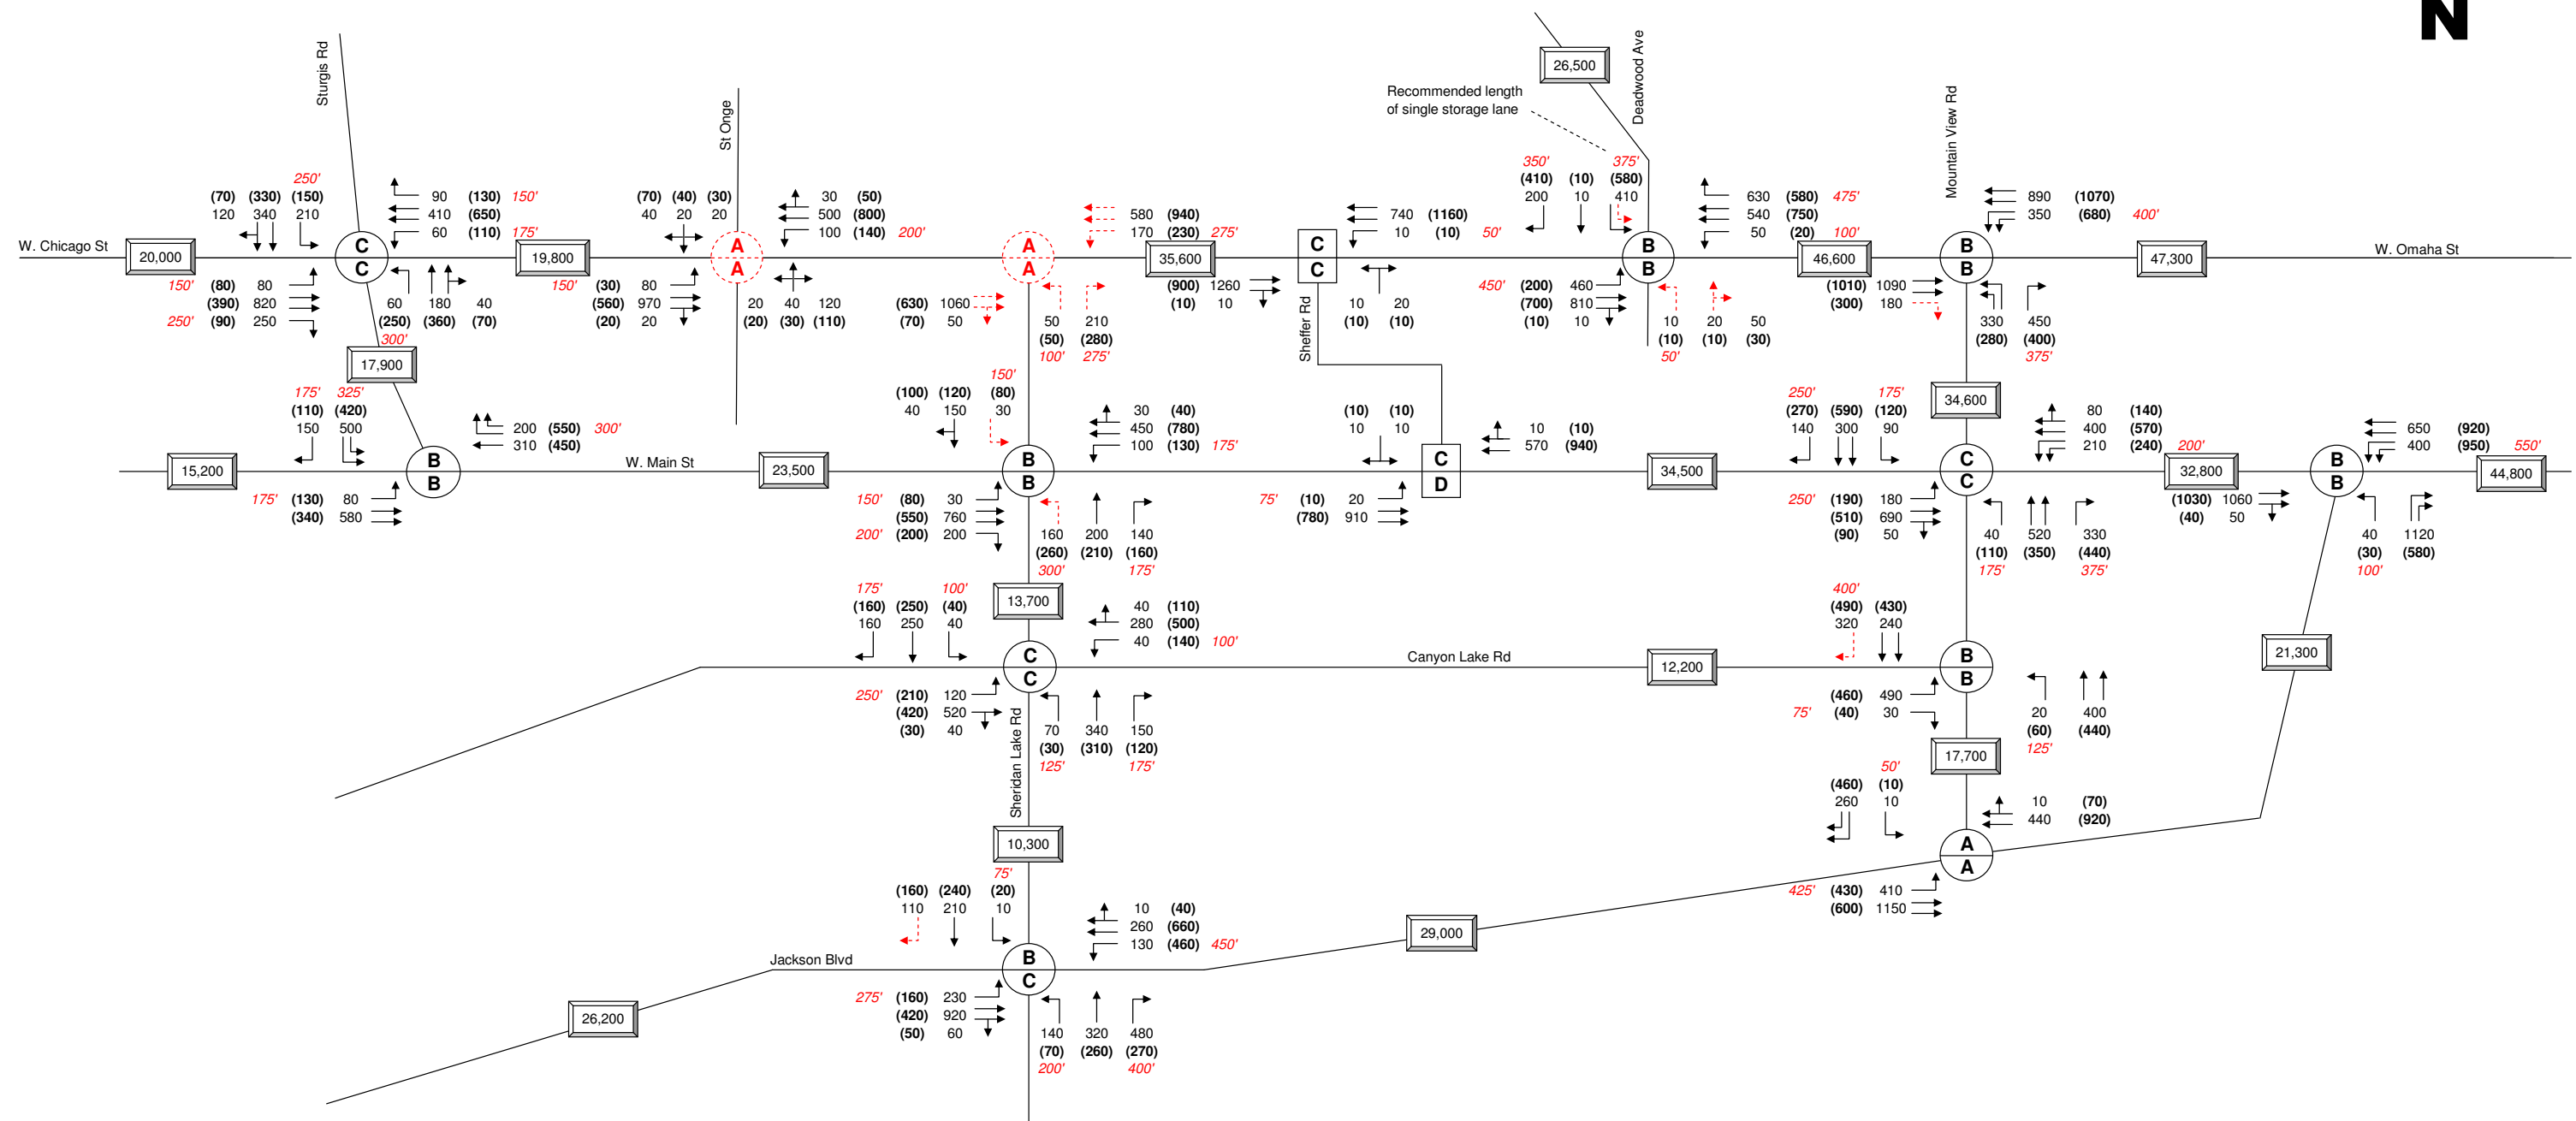 N
26,500
Deadwood Ave
Recommended length
of single storage lane
Sturgis Rd
St Onge
Mountain View Rd
250'
(70) (330) (150)
120 340 210
90 (130) 150'
410 (650)
60 (110) 175'
(70) (40) (30)
40 20 20
30 (50)
500 (800)
100 (140) 200'
580 (940)
170 (230) 275'
740 (1160)
10 (10) 50'
350' 375'
(410) (10) (580)
200 10 410
630 (580) 475'
540 (750)
50 (20) 100'
890 (1070)
350 (680) 400'
W. Chicago St
20,000
C
C
19,800
A
A
A
A
35,600
C
C
B
B
46,600
B
B
47,300
W. Omaha St
150' (80) 80
(390) 820
250' (90) 250
60 180 40
(250) (360) (70)
300'
150' (30) 80
(560) 970
(20) 20
20 40 120
(20) (30) (110)
(630) 1060
(70) 50
50 210
(50) (280)
100' 275'
(900) 1260
(10) 10
Sheffer Rd
10 20
(10) (10)
450' (200) 460
(700) 810
(10) 10
10 20 50
(10) (10) (30)
50'
(1010) 1090
(300) 180
330 450
(280) (400)
375'
17,900
34,600
175' 325'
(110) (420)
150 500
200 (550) 300'
310 (450)
150'
(100) (120) (80)
40 150 30
30 (40)
450 (780)
100 (130) 175'
(10) (10)
10 10
10 (10)
570 (940)
250' 175'
(270) (590) (120)
140 300 90
80 (140)
400 (570)
210 (240) 200'
650 (920)
400 (950) 550'
15,200
B
B
W. Main St
23,500
B
B
C
D
34,500
C
C
32,800
B
B
44,800
175' (130) 80
(340) 580
150' (80) 30
(550) 760
200' (200) 200
160 200 140
(260) (210) (160)
300' 175'
75' (10) 20
(780) 910
250' (190) 180
(510) 690
(90) 50
40 520 330
(110) (350) (440)
175' 375'
(1030) 1060
(40) 50
40 1120
(30) (580)
100'
13,700
175' 100'
(160) (250) (40)
160 250 40
40 (110)
280 (500)
40 (140) 100'
400'
(490) (430)
320 240
C
C
Canyon Lake Rd
12,200
B
B
21,300
250' (210) 120
(420) 520
(30) 40
Sheridan Lake Rd
70 340 150
(30) (310) (120)
125' 175'
(460) 490
75' (40) 30
20 400
(60) (440)
125'
17,700
50'
(460) (10)
260 10
10 (70)
440 (920)
10,300
A
A
425' (430) 410
(600) 1150
75'
(160) (240) (20)
110 210 10
10 (40)
260 (660)
130 (460) 450'
29,000
Jackson Blvd
B
C
26,200
275' (160) 230
(420) 920
(50) 60
140 320 480
(70) (260) (270)
200' 400'